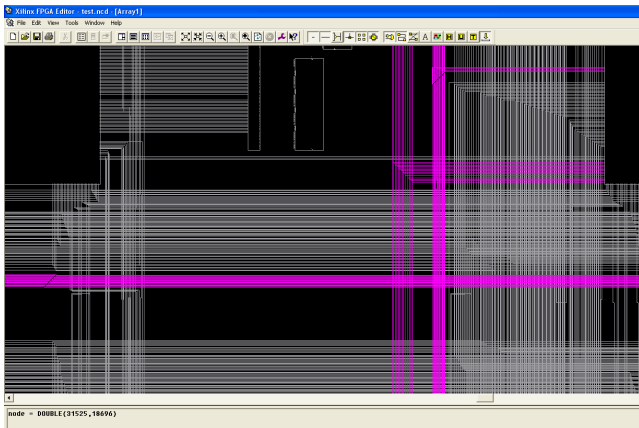 Xilinx FPGA Editor - test.ncd - [Array1]
File Edit View Tools Window Help
node = DOUBLE(31525,18696)